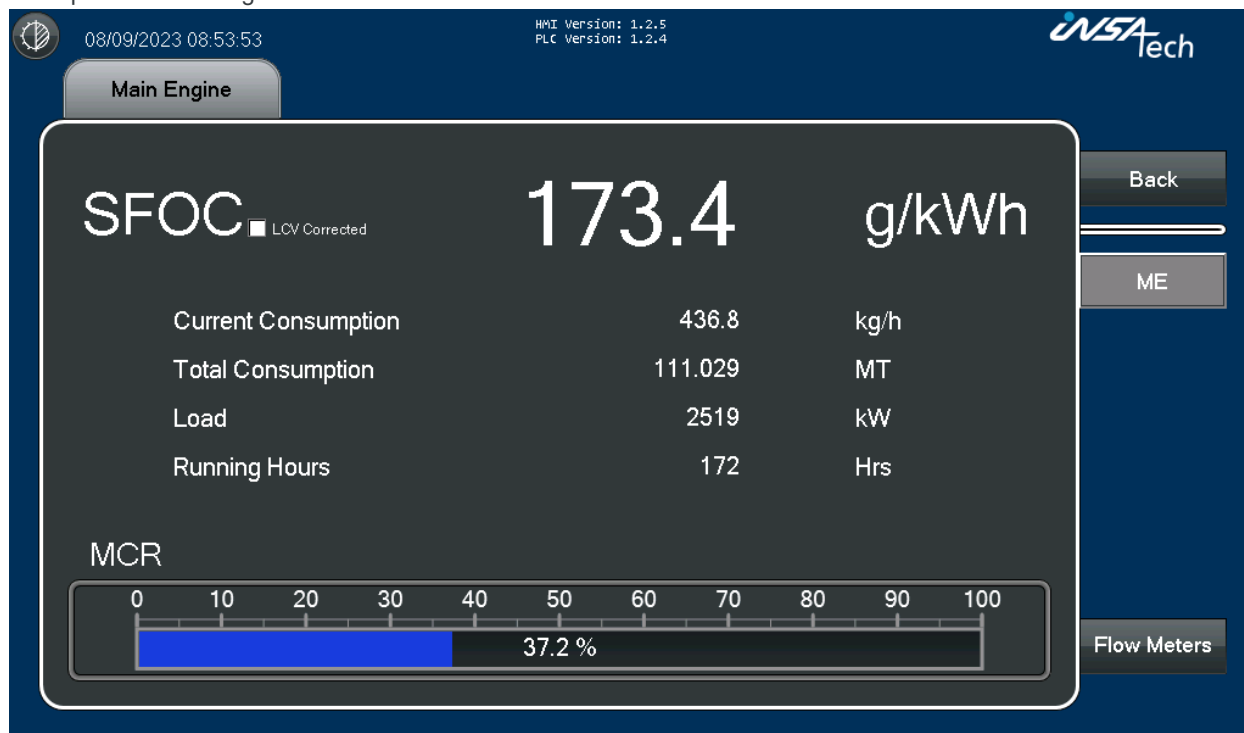 HMI Version: 1.2.5
08/09/2023 08:53:53
PLC Version: 1.2.4
iNSATech
Main Engine
Back
SFOC LCV Corrected 173.4 g/kWh
ME
Current Consumption 436.8 kg/h
Total Consumption 111.029 MT
Load 2519 kW
Running Hours 172 Hrs
MCR
0 10 20 30 40 50 60 70 80 90 100
37.2 %
Flow Meters